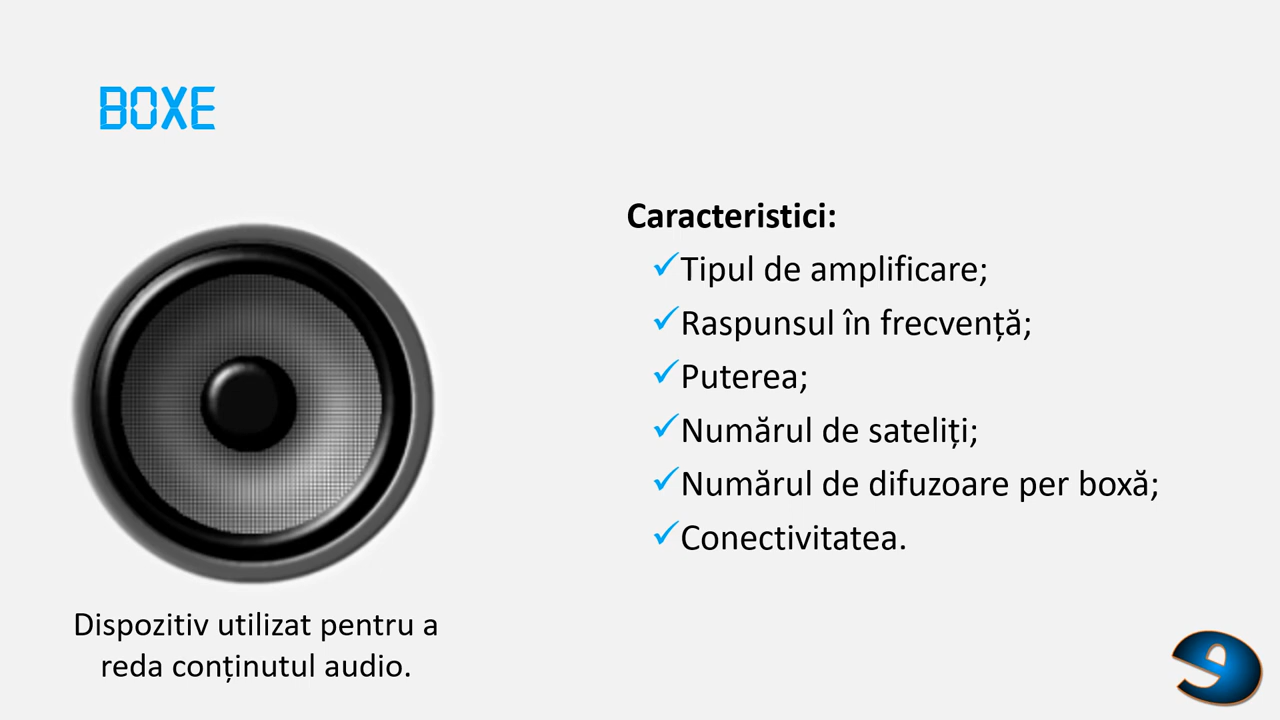 BOXE
Caracteristici:
✓Tipul de amplificare;
✓Raspunsul în frecvență;
✓Puterea;
✓Numărul de sateliți;
✓Numărul de difuzoare per boxă;
✓Conectivitatea.
Dispozitiv utilizat pentru a
reda conținutul audio.